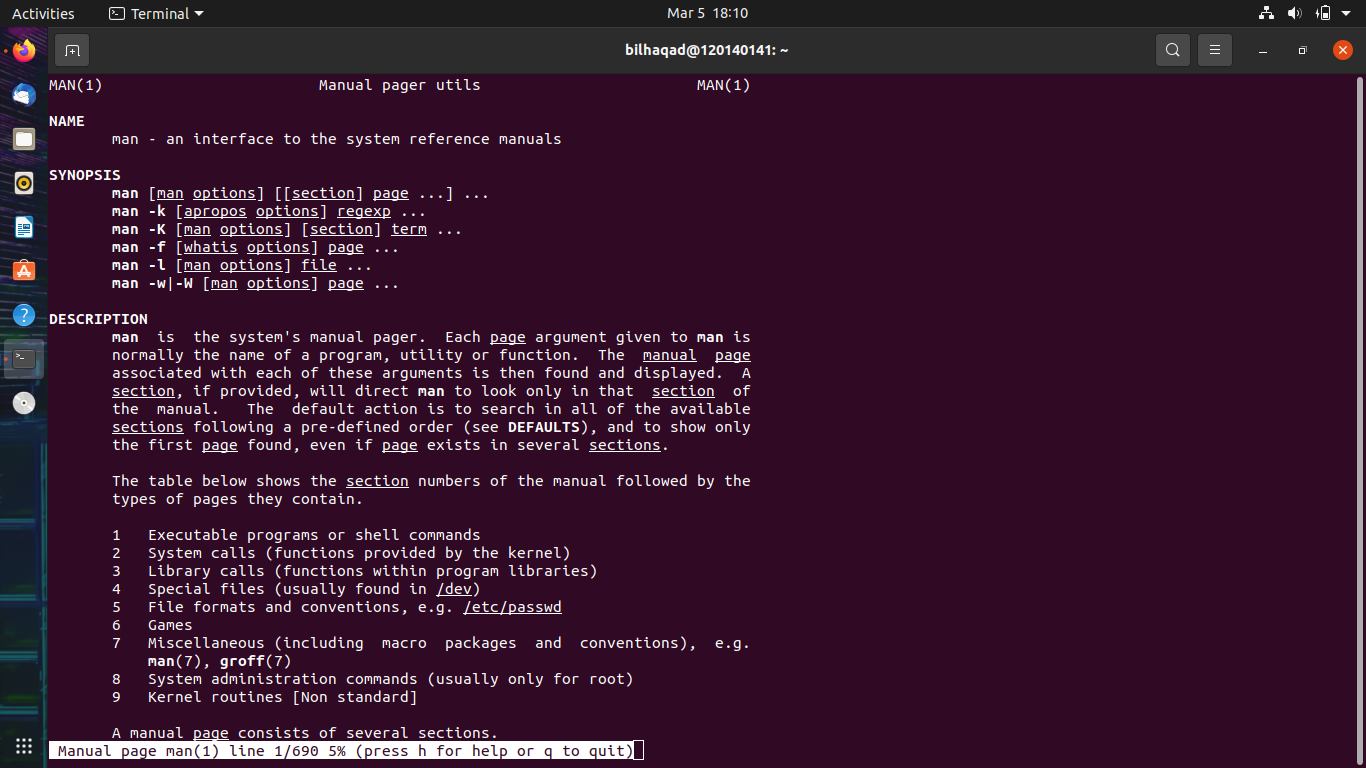 Activities Terminal Mar 5 18:10
bilhaqad@120140141: ~
MAN(1) Manual pager utils MAN(1)
NAME
man - an interface to the system reference manuals
SYNOPSIS
man [man options] [[section] page ...] ...
man -k [apropos options] regexp ...
man -K [man options] [section] term ...
man -f [whatis options] page ...
man -l [man options] file ...
man -w|-W [man options] page ...
DESCRIPTION
man is the system's manual pager. Each page argument given to man is
normally the name of a program, utility or function. The manual page
associated with each of these arguments is then found and displayed. A
section, if provided, will direct man to look only in that section of
the manual. The default action is to search in all of the available
sections following a pre-defined order (see DEFAULTS), and to show only
the first page found, even if page exists in several sections.
The table below shows the section numbers of the manual followed by the
types of pages they contain.
1 Executable programs or shell commands
2 System calls (functions provided by the kernel)
3 Library calls (functions within program libraries)
4 Special files (usually found in /dev)
5 File formats and conventions, e.g. /etc/passwd
6 Games
7 Miscellaneous (including macro packages and conventions), e.g.
man(7), groff(7)
8 System administration commands (usually only for root)
9 Kernel routines [Non standard]
A manual page consists of several sections.
Manual page man(1) line 1/690 5% (press h for help or q to quit)